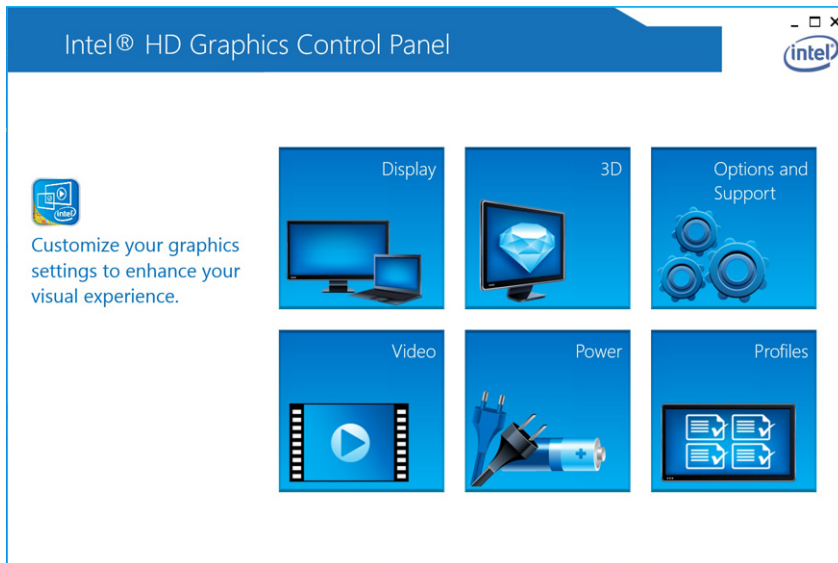 Intel® HD Graphics Control Panel
intel
Display
3D
Options and
Support
intel
Customize your graphics
settings to enhance your
visual experience.
Video
Power
Profiles